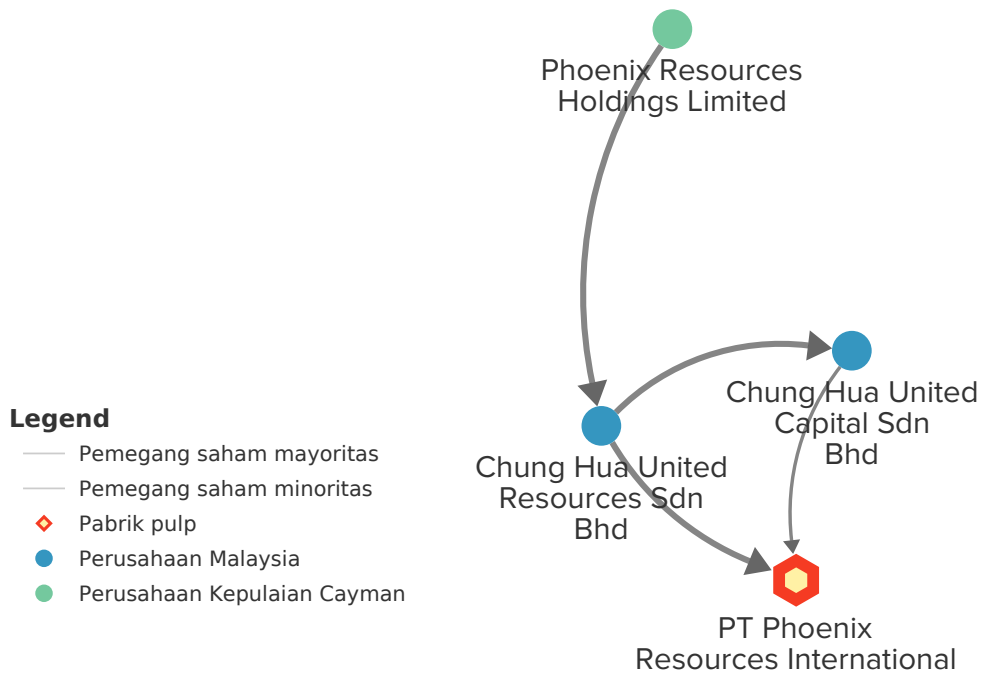 Phoenix Resources
Holdings Limited
Chung Hua United
Capital Sdn
Bhd
Chung Hua United
Resources Sdn
Bhd
PT Phoenix
Resources International
Legend
Pemegang saham mayoritas
Pemegang saham minoritas
Pabrik pulp
Perusahaan Malaysia
Perusahaan Kepulaian Cayman